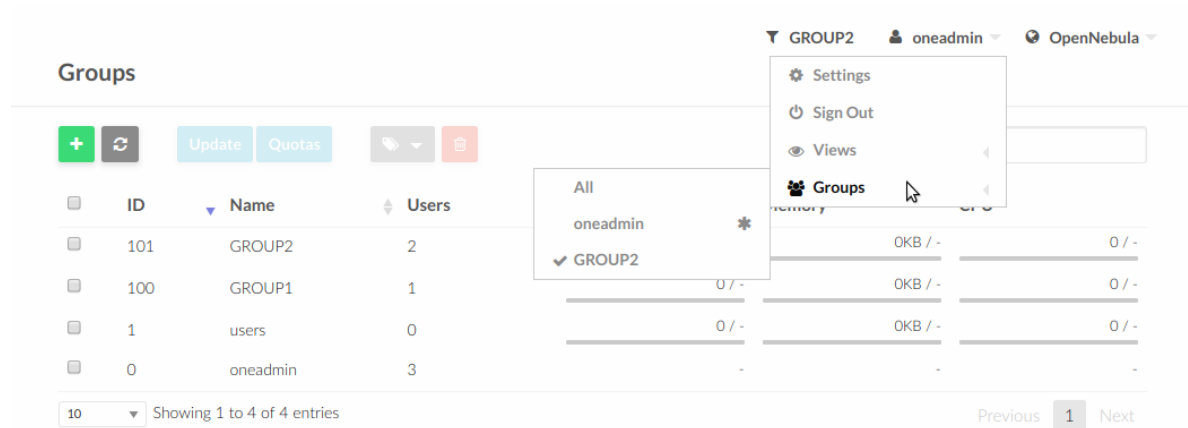 GROUP2 oneadmin OpenNebula
Groups
Settings
Sign Out
Update Quotas
Views
All
Groups
ID Name Users
oneadmin
101 GROUP2 2 0KB / - 0 / -
GROUP2
100 GROUP1 1 0 / - 0KB / - 0 / -
1 users 0 0 / - 0KB / - 0 / -
0 oneadmin 3 - - -
10 Showing 1 to 4 of 4 entries Previous 1 Next